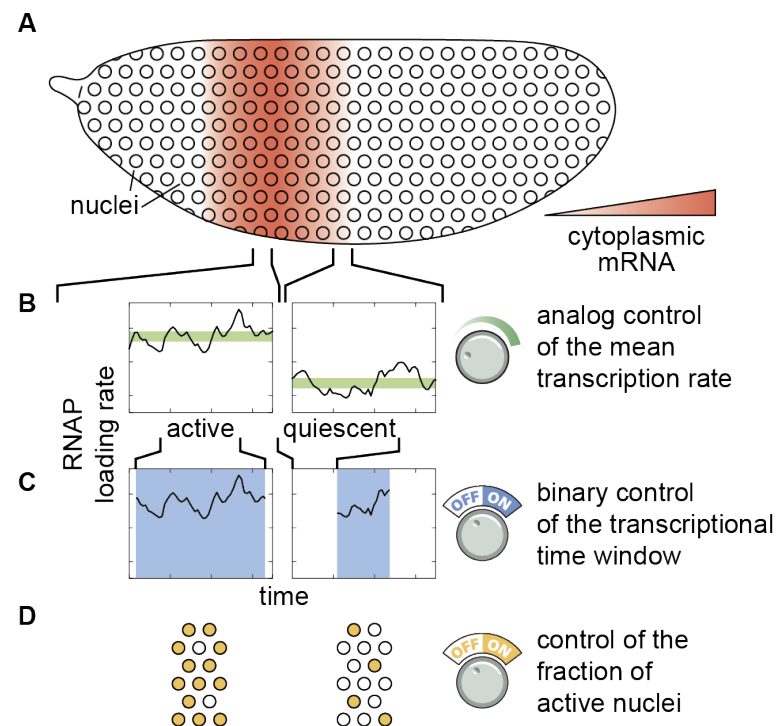 A
nuclei
cytoplasmic
mRNA
B
RNAP
loading rate
analog control
of the mean
transcription rate
active
quiescent
C
OFF ON
binary control
of the transcriptional
time window
time
D
OFF ON
control of the
fraction of
active nuclei